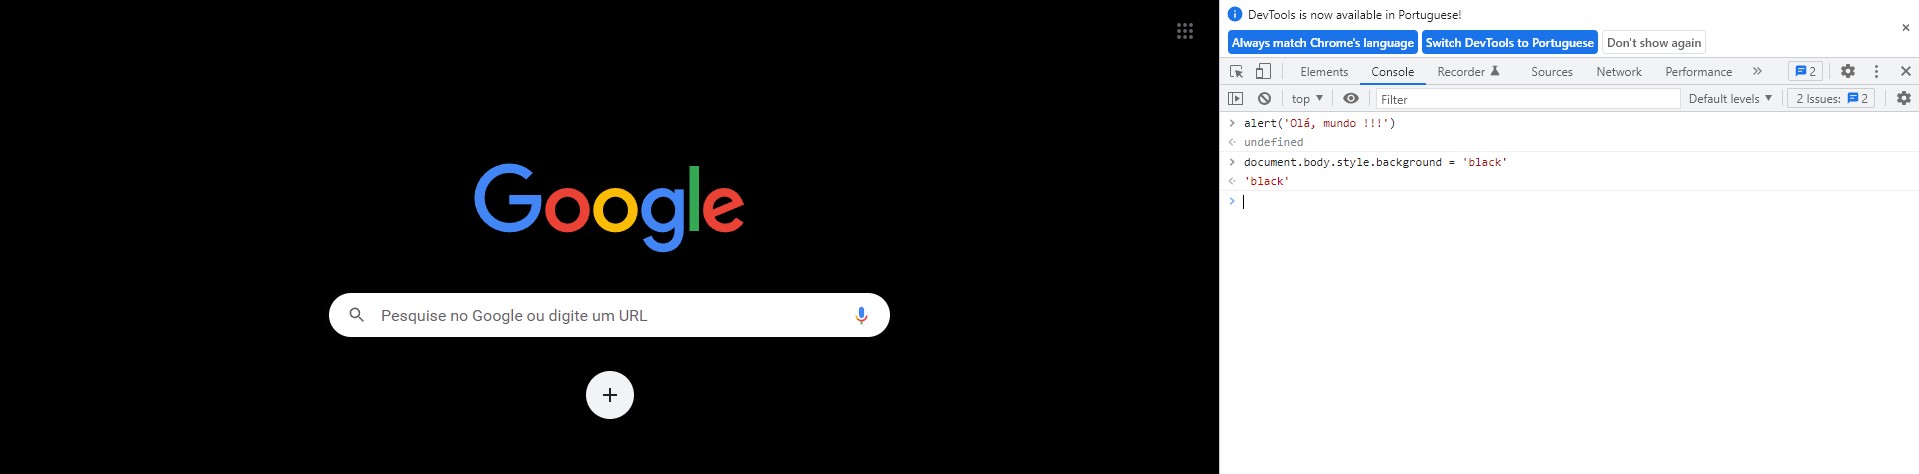 Google
Pesquise no Google ou digite um URL
DevTools is now available in Portuguese!
Always match Chrome's language Switch DevTools to Portuguese Don't show again
Elements Console Recorder Sources Network Performance 2
top Filter Default levels 2 Issues: 2
alert('Olá, mundo !!!')
undefined
document.body.style.background = 'black'
'black'